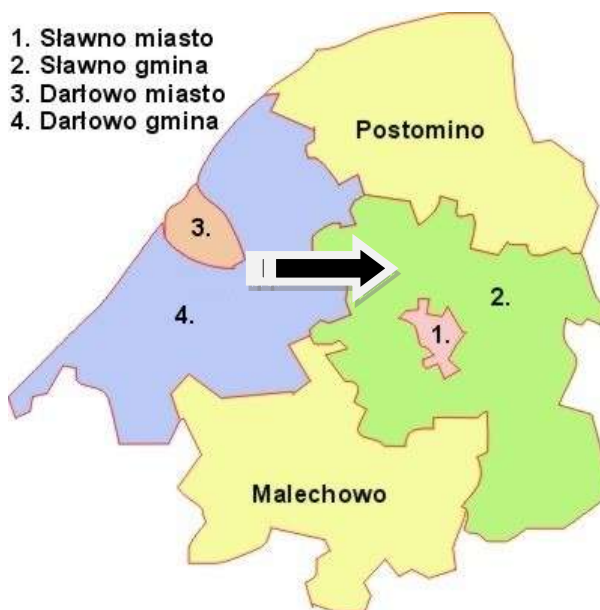 1. Sławno miasto
2. Sławno gmina
3. Darłowo miasto
4. Darłowo gmina
Postomino
3.
2.
4.
1.
Malechowo